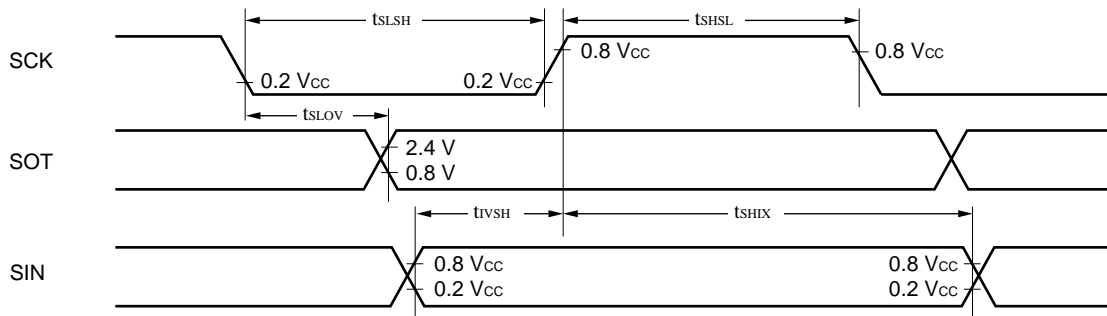 tSLSH
tSHSL
SCK
0.2 VCC
0.2 VCC
0.8 VCC
0.8 VCC
tSLOV
SOT
2.4 V
0.8 V
tIVSH
tSHIX
SIN
0.8 VCC
0.2 VCC
0.8 VCC
0.2 VCC